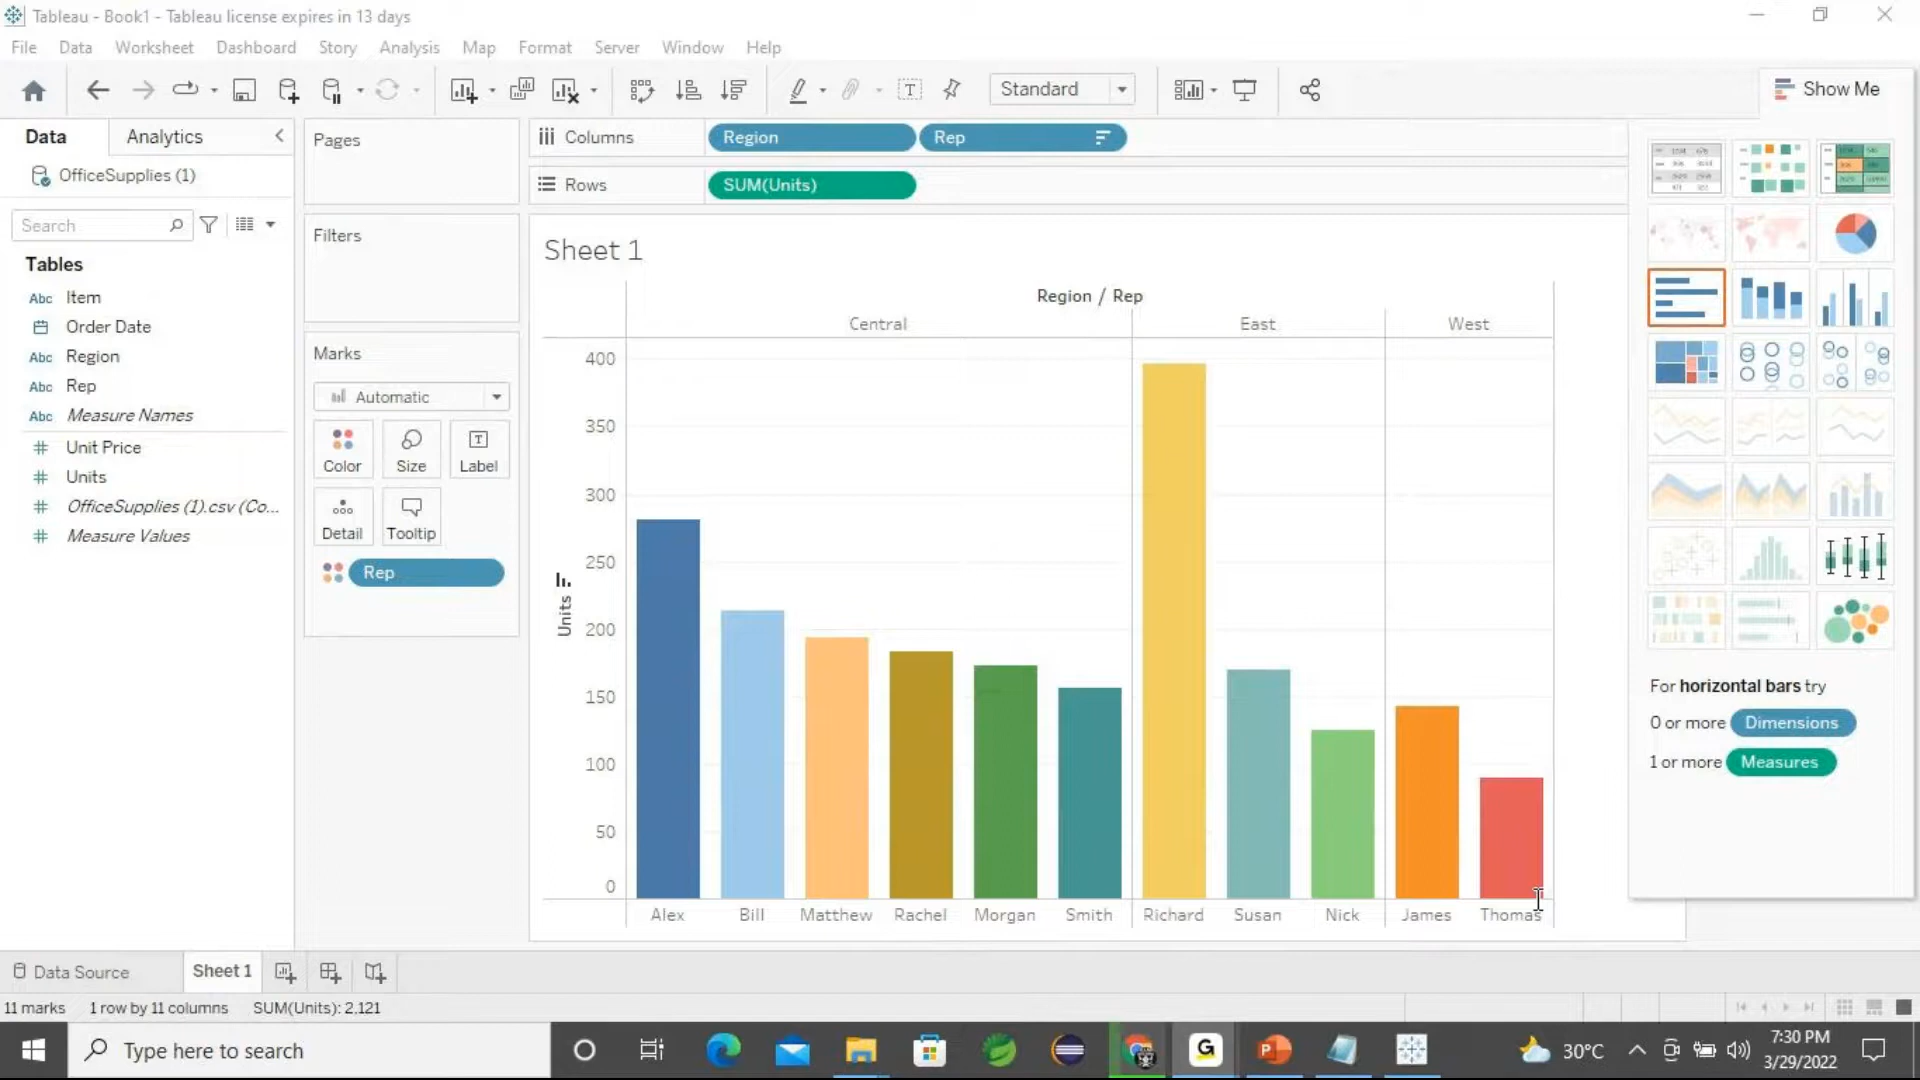 Tableau - Book1 - Tableau license expires in 13 days
File Data Worksheet Dashboard Story Analysis Map Format Server Window Help
Standard
Show Me
Data Analytics
OfficeSupplies (1)
Search
Tables
Abc Item
Order Date
Abc Region
Abc Rep
Abc Measure Names
# Unit Price
# Units
# OfficeSupplies (1).csv (Co...
# Measure Values
Pages
Filters
Marks
Automatic
Color Size Label
Detail Tooltip
Rep
Columns Region Rep
Rows SUM(Units)
Sheet 1
Region / Rep
Central East West
Units
400
350
300
250
200
150
100
50
0
Alex Bill Matthew Rachel Morgan Smith Richard Susan Nick James Thomas
For horizontal bars try
0 or more Dimensions
1 or more Measures
Data Source Sheet 1
11 marks 1 row by 11 columns SUM(Units): 2,121
Type here to search
30°C
7:30 PM
3/29/2022